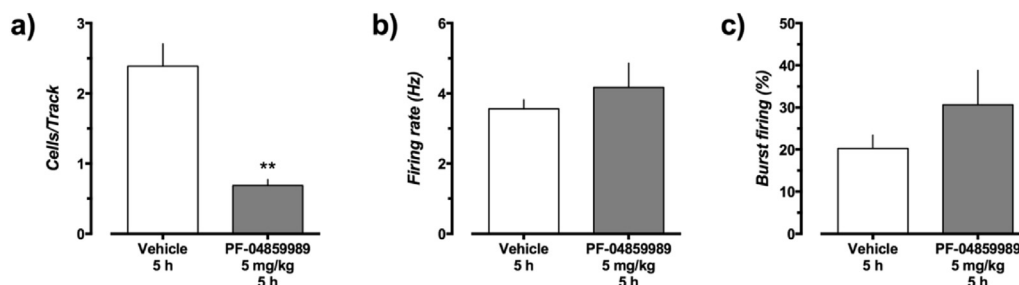 a)
Cells/Track
3
2
1
0
**
Vehicle
5 h
PF-04859989
5 mg/kg
5 h
b)
Firing rate (Hz)
6
4
2
0
Vehicle
5 h
PF-04859989
5 mg/kg
5 h
c)
Burst firing (%)
50
40
30
20
10
0
Vehicle
5 h
PF-04859989
5 mg/kg
5 h